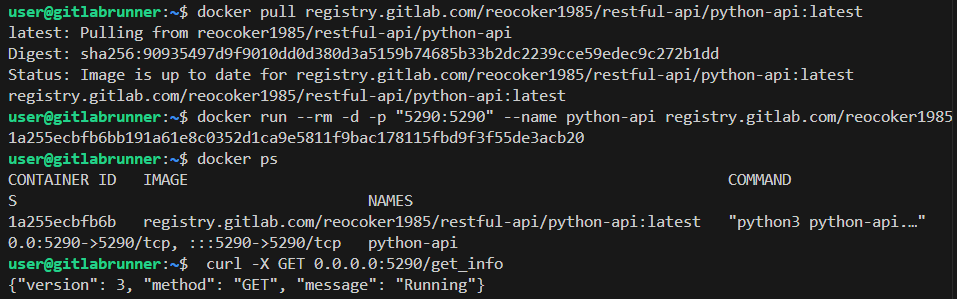 user@gitlabrunner:~$ docker pull registry.gitlab.com/reocoker1985/restful-api/python-api:latest
latest: Pulling from reocoker1985/restful-api/python-api
Digest: sha256:90935497d9f9010dd0d380d3a5159b74685b33b2dc2239cce59edec9c272b1dd
Status: Image is up to date for registry.gitlab.com/reocoker1985/restful-api/python-api:latest
registry.gitlab.com/reocoker1985/restful-api/python-api:latest
user@gitlabrunner:~$ docker run --rm -d -p "5290:5290" --name python-api registry.gitlab.com/reocoker1985
1a255ecbfb6bb191a61e8c0352d1ca9e5811f9bac178115fbd9f3f55de3acb20
user@gitlabrunner:~$ docker ps
CONTAINER ID   IMAGE                                                            COMMAND
S                                 NAMES
1a255ecbfb6b   registry.gitlab.com/reocoker1985/restful-api/python-api:latest   "python3 python-api.…"
0.0:5290->5290/tcp, :::5290->5290/tcp   python-api
user@gitlabrunner:~$  curl -X GET 0.0.0.0:5290/get_info
{"version": 3, "method": "GET", "message": "Running"}